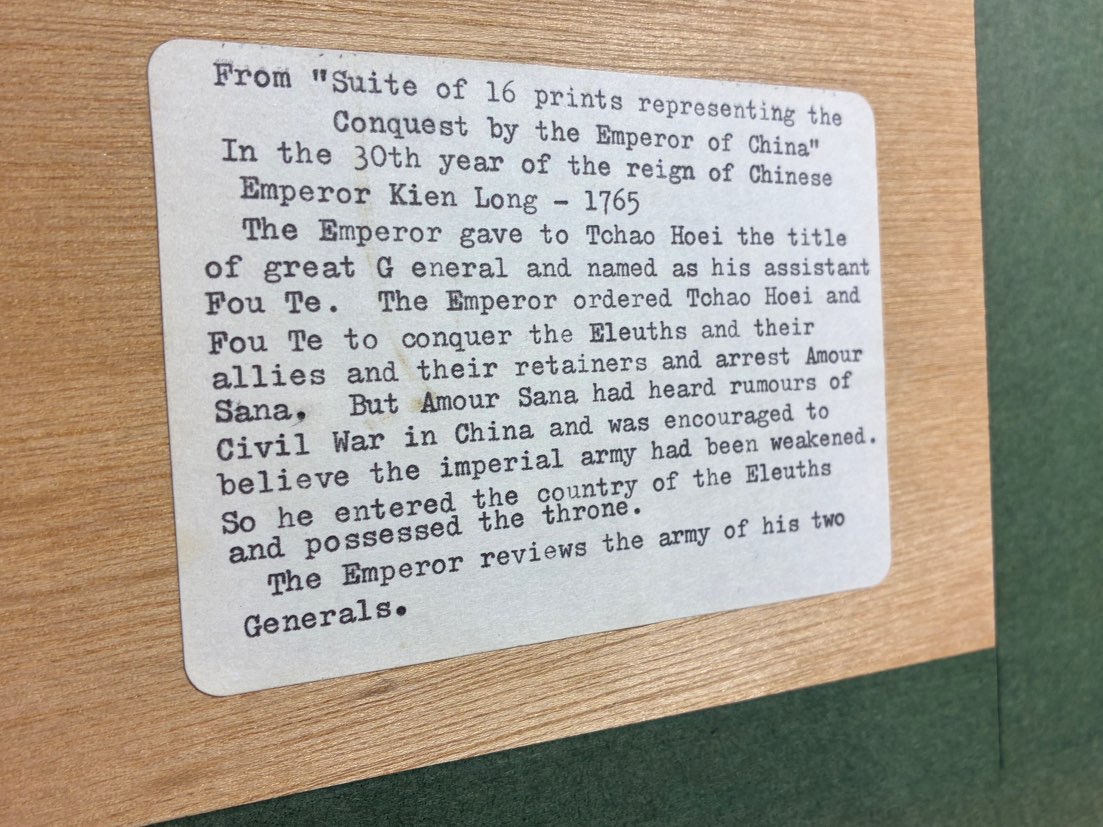 From "Suite of 16 prints representing the
Conquest by the Emperor of China"
In the 30th year of the reign of Chinese
Emperor Kien Long - 1765
The Emperor gave to Tchao Hoei the title
of great G eneral and named as his assistant
Fou Te. The Emperor ordered Tchao Hoei and
Fou Te to conquer the Eleuths and their
allies and their retainers and arrest Amour
Sana. But Amour Sana had heard rumours of
Civil War in China and was encouraged to
believe the imperial army had been weakened.
So he entered the country of the Eleuths
and possessed the throne.
The Emperor reviews the army of his two
Generals.